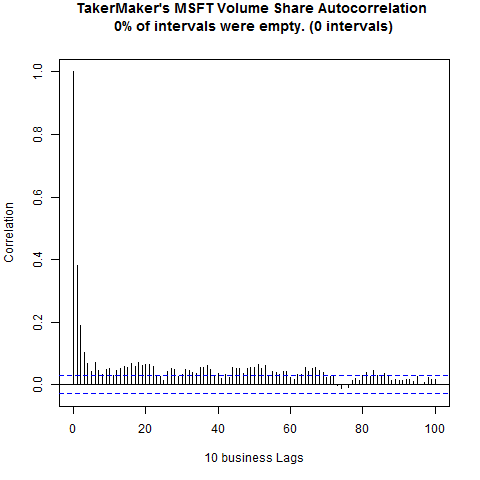 TakerMaker's MSFT Volume Share Autocorrelation
0% of intervals were empty. (0 intervals)
Correlation
1.0
0.8
0.6
0.4
0.2
0.0
0 20 40 60 80 100
10 business Lags